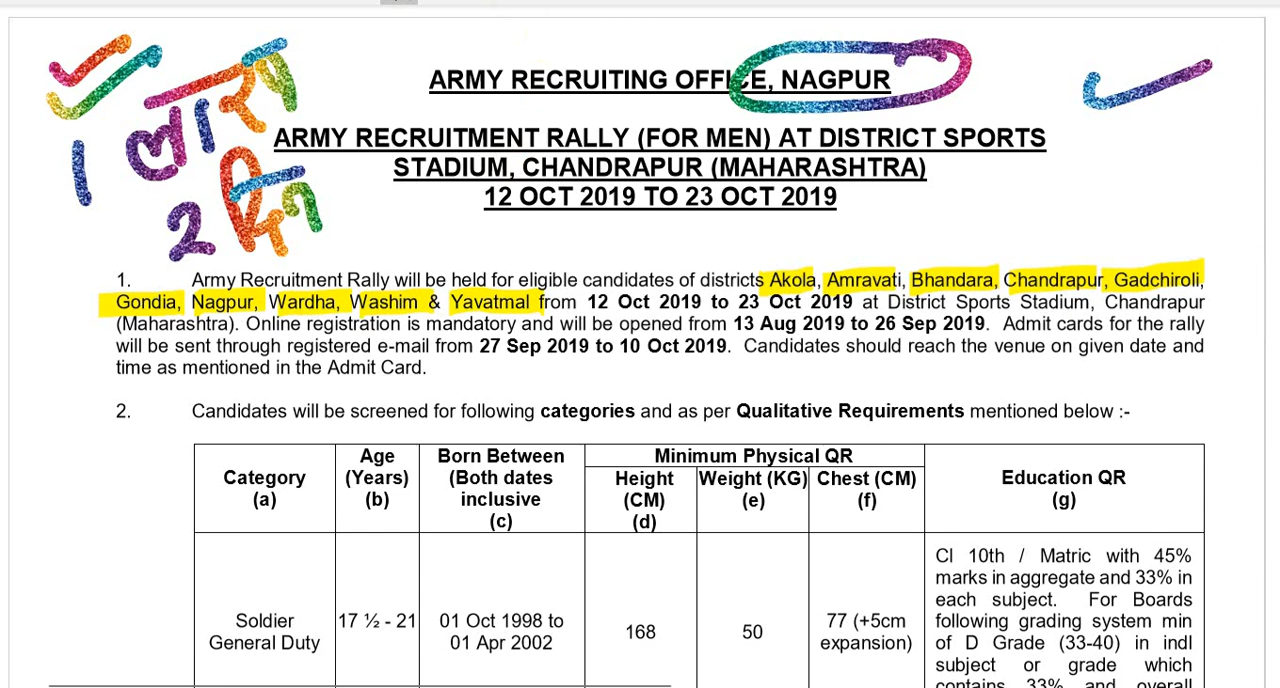 ARMY RECRUITING OFFICE, NAGPUR
1 लारव
2 दिन
ARMY RECRUITMENT RALLY (FOR MEN) AT DISTRICT SPORTS
STADIUM, CHANDRAPUR (MAHARASHTRA)
12 OCT 2019 TO 23 OCT 2019
1. Army Recruitment Rally will be held for eligible candidates of districts Akola, Amravati, Bhandara, Chandrapur, Gadchiroli,
Gondia, Nagpur, Wardha, Washim & Yavatmal from 12 Oct 2019 to 23 Oct 2019 at District Sports Stadium, Chandrapur
(Maharashtra). Online registration is mandatory and will be opened from 13 Aug 2019 to 26 Sep 2019. Admit cards for the rally
will be sent through registered e-mail from 27 Sep 2019 to 10 Oct 2019. Candidates should reach the venue on given date and
time as mentioned in the Admit Card.
2. Candidates will be screened for following categories and as per Qualitative Requirements mentioned below :-
Category
(a)
Age
(Years)
(b)
Born Between
(Both dates
inclusive
(c)
Minimum Physical QR
Height
(CM)
(d)
Weight (KG)
(e)
Chest (CM)
(f)
Education QR
(g)
Soldier
General Duty
17 ½ - 21
01 Oct 1998 to
01 Apr 2002
168
50
77 (+5cm
expansion)
Cl 10th / Matric with 45%
marks in aggregate and 33% in
each subject. For Boards
following grading system min
of D Grade (33-40) in indl
subject or grade which
contains 33% and overall